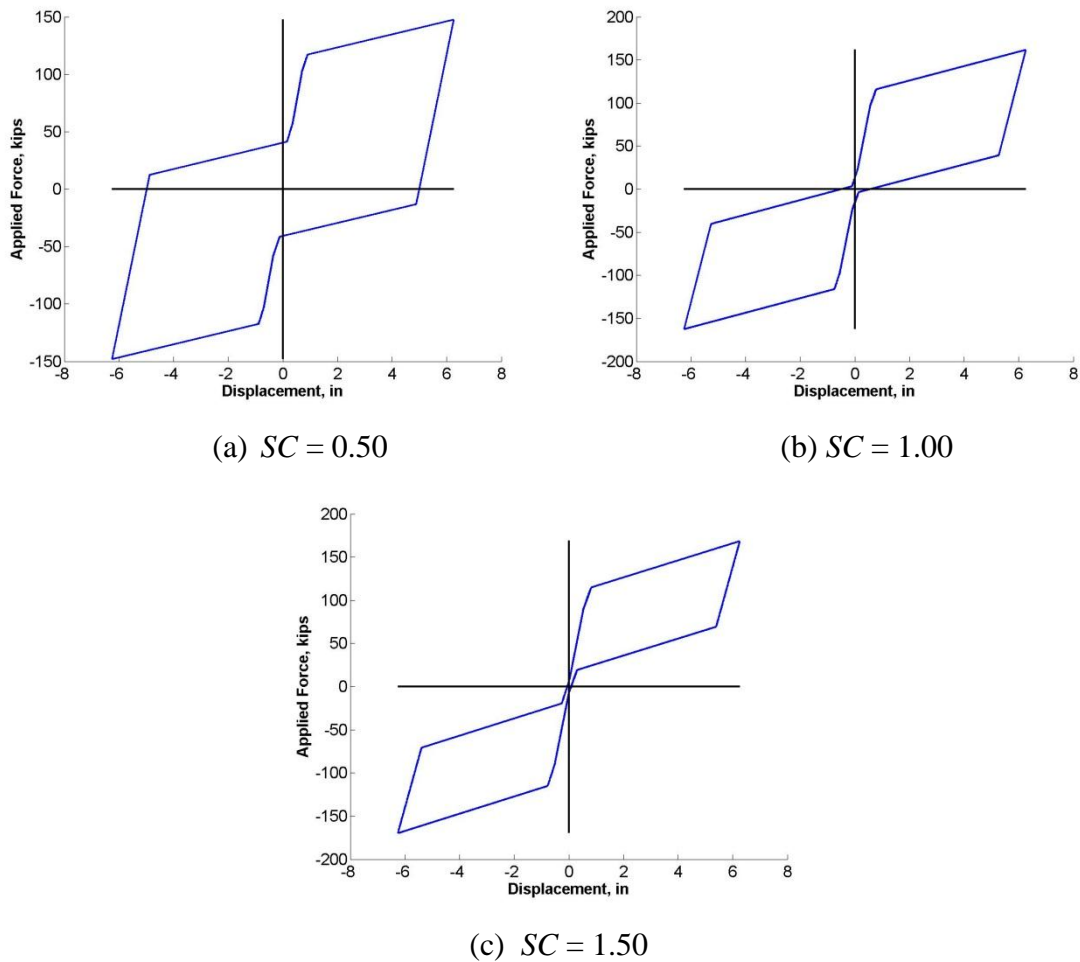 150
100
50
0
-50
-100
-150
-8 -6 -4 -2 0 2 4 6 8
Applied Force, kips
Displacement, in
(a) SC = 0.50
200
150
100
50
0
-50
-100
-150
-200
-8 -6 -4 -2 0 2 4 6 8
Applied Force, kips
Displacement, in
(b) SC = 1.00
200
150
100
50
0
-50
-100
-150
-200
-8 -6 -4 -2 0 2 4 6 8
Applied Force, kips
Displacement, in
(c) SC = 1.50